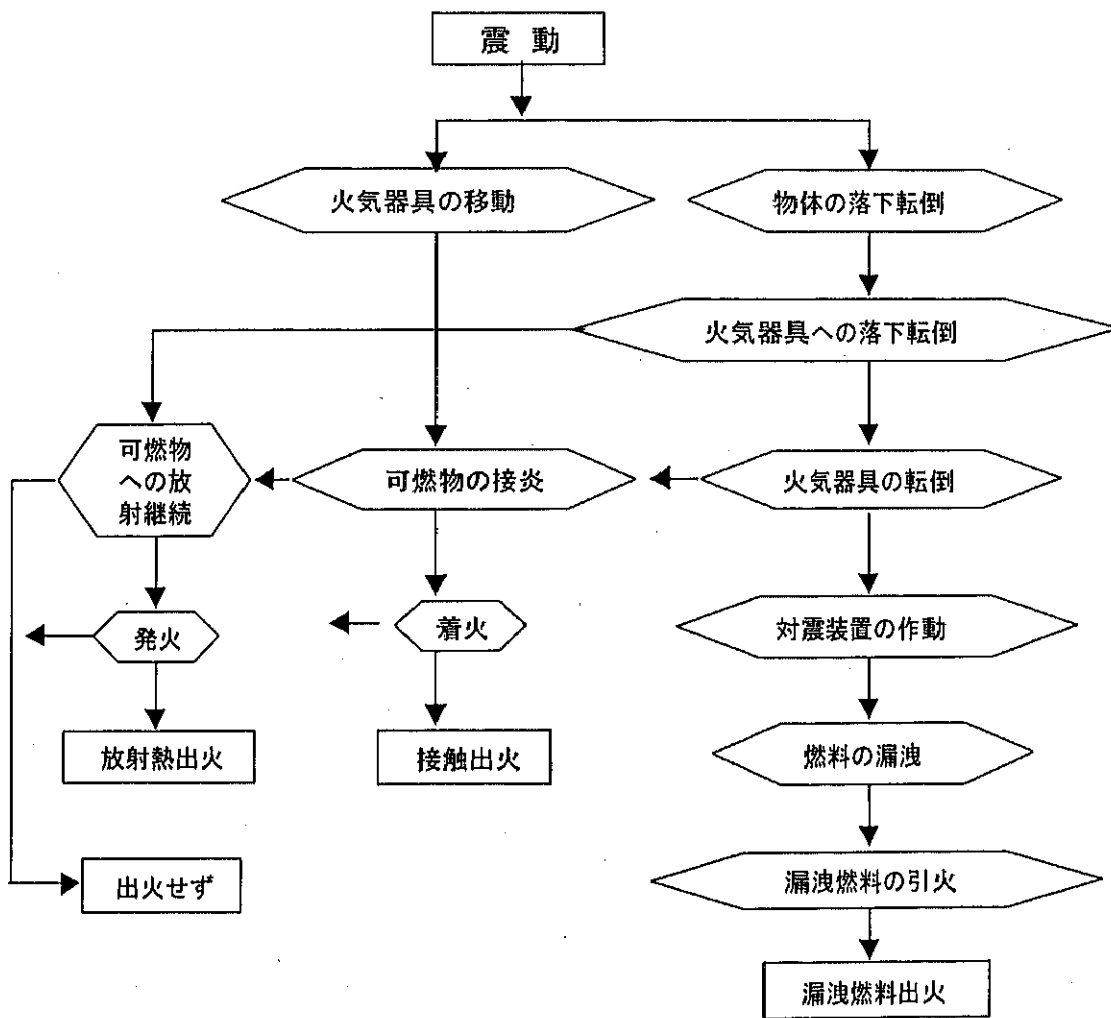 震 動
火気器具の移動
物体の落下転倒
火気器具への落下転倒
可燃物
への放
射継続
可燃物の接炎
火気器具の転倒
発火
着火
対震装置の作動
放射熱出火
接触出火
燃料の漏洩
出火せず
漏洩燃料の引火
漏洩燃料出火